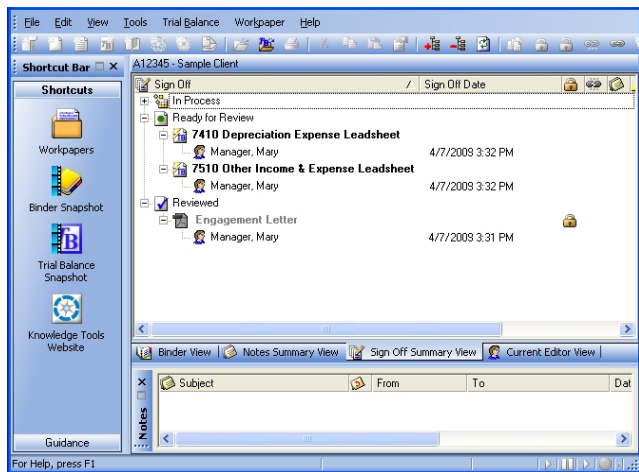 File Edit View Tools Trial Balance Workpaper Help
Shortcut Bar
A12345 - Sample Client
Shortcuts
Sign Off / Sign Off Date
In Process
Ready for Review
7410 Depreciation Expense Leadsheet
Manager, Mary 4/7/2009 3:32 PM
7510 Other Income & Expense Leadsheet
Manager, Mary 4/7/2009 3:32 PM
Reviewed
Engagement Letter
Manager, Mary 4/7/2009 3:31 PM
Workpapers
Binder Snapshot
TB
Trial Balance
Snapshot
Knowledge Tools
Website
Guidance
Binder View Notes Summary View Sign Off Summary View Current Editor View
Notes
Subject From To Dat
For Help, press F1